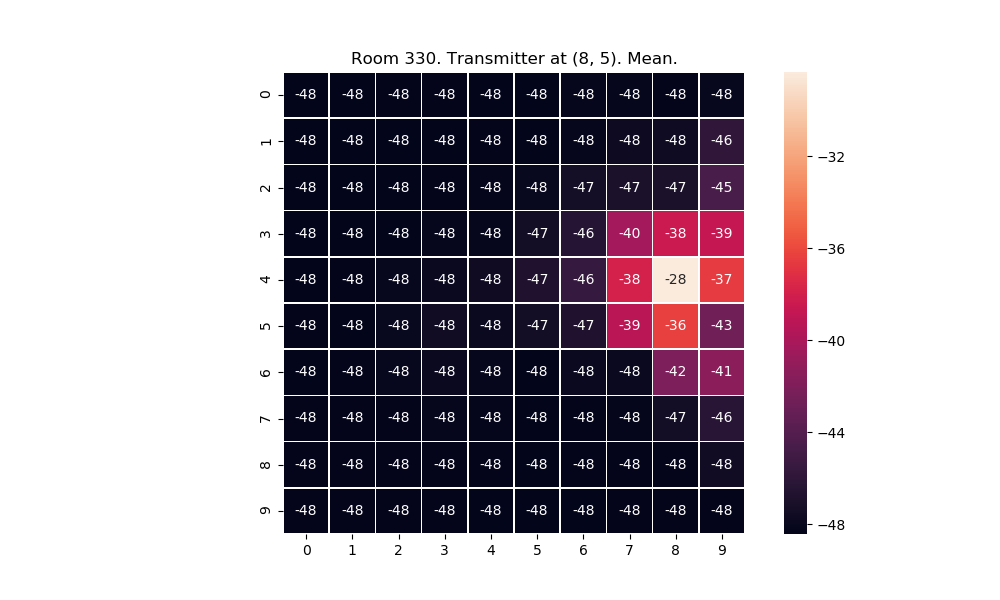 Room 330. Transmitter at (8, 5). Mean.
0 -48 -48 -48 -48 -48 -48 -48 -48 -48 -48
1 -48 -48 -48 -48 -48 -48 -48 -48 -48 -46
−32
2 -48 -48 -48 -48 -48 -48 -47 -47 -47 -45
3 -48 -48 -48 -48 -48 -47 -46 -40 -38 -39
−36
4 -48 -48 -48 -48 -48 -47 -46 -38 -28 -37
5 -48 -48 -48 -48 -48 -47 -47 -39 -36 -43
−40
6 -48 -48 -48 -48 -48 -48 -48 -48 -42 -41
7 -48 -48 -48 -48 -48 -48 -48 -48 -47 -46
−44
8 -48 -48 -48 -48 -48 -48 -48 -48 -48 -48
9 -48 -48 -48 -48 -48 -48 -48 -48 -48 -48
−48
0 1 2 3 4 5 6 7 8 9